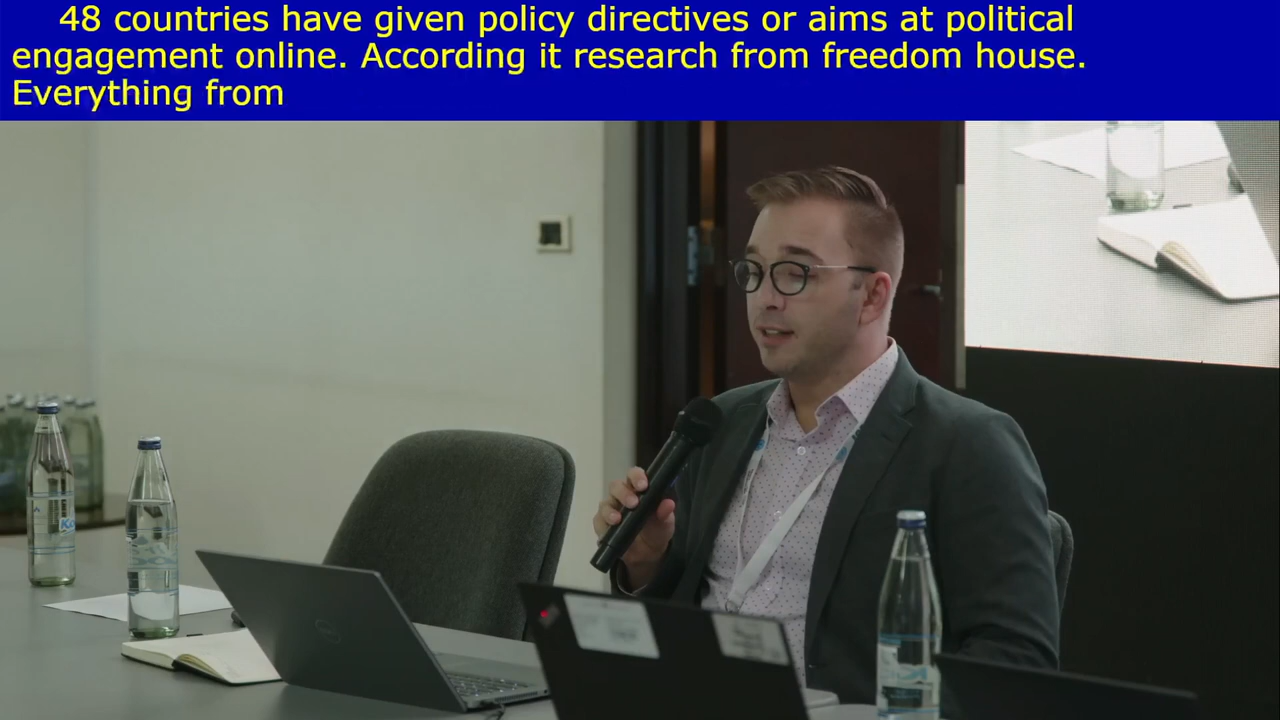 48 countries have given policy directives or aims at political
engagement online. According it research from freedom house.
Everything from